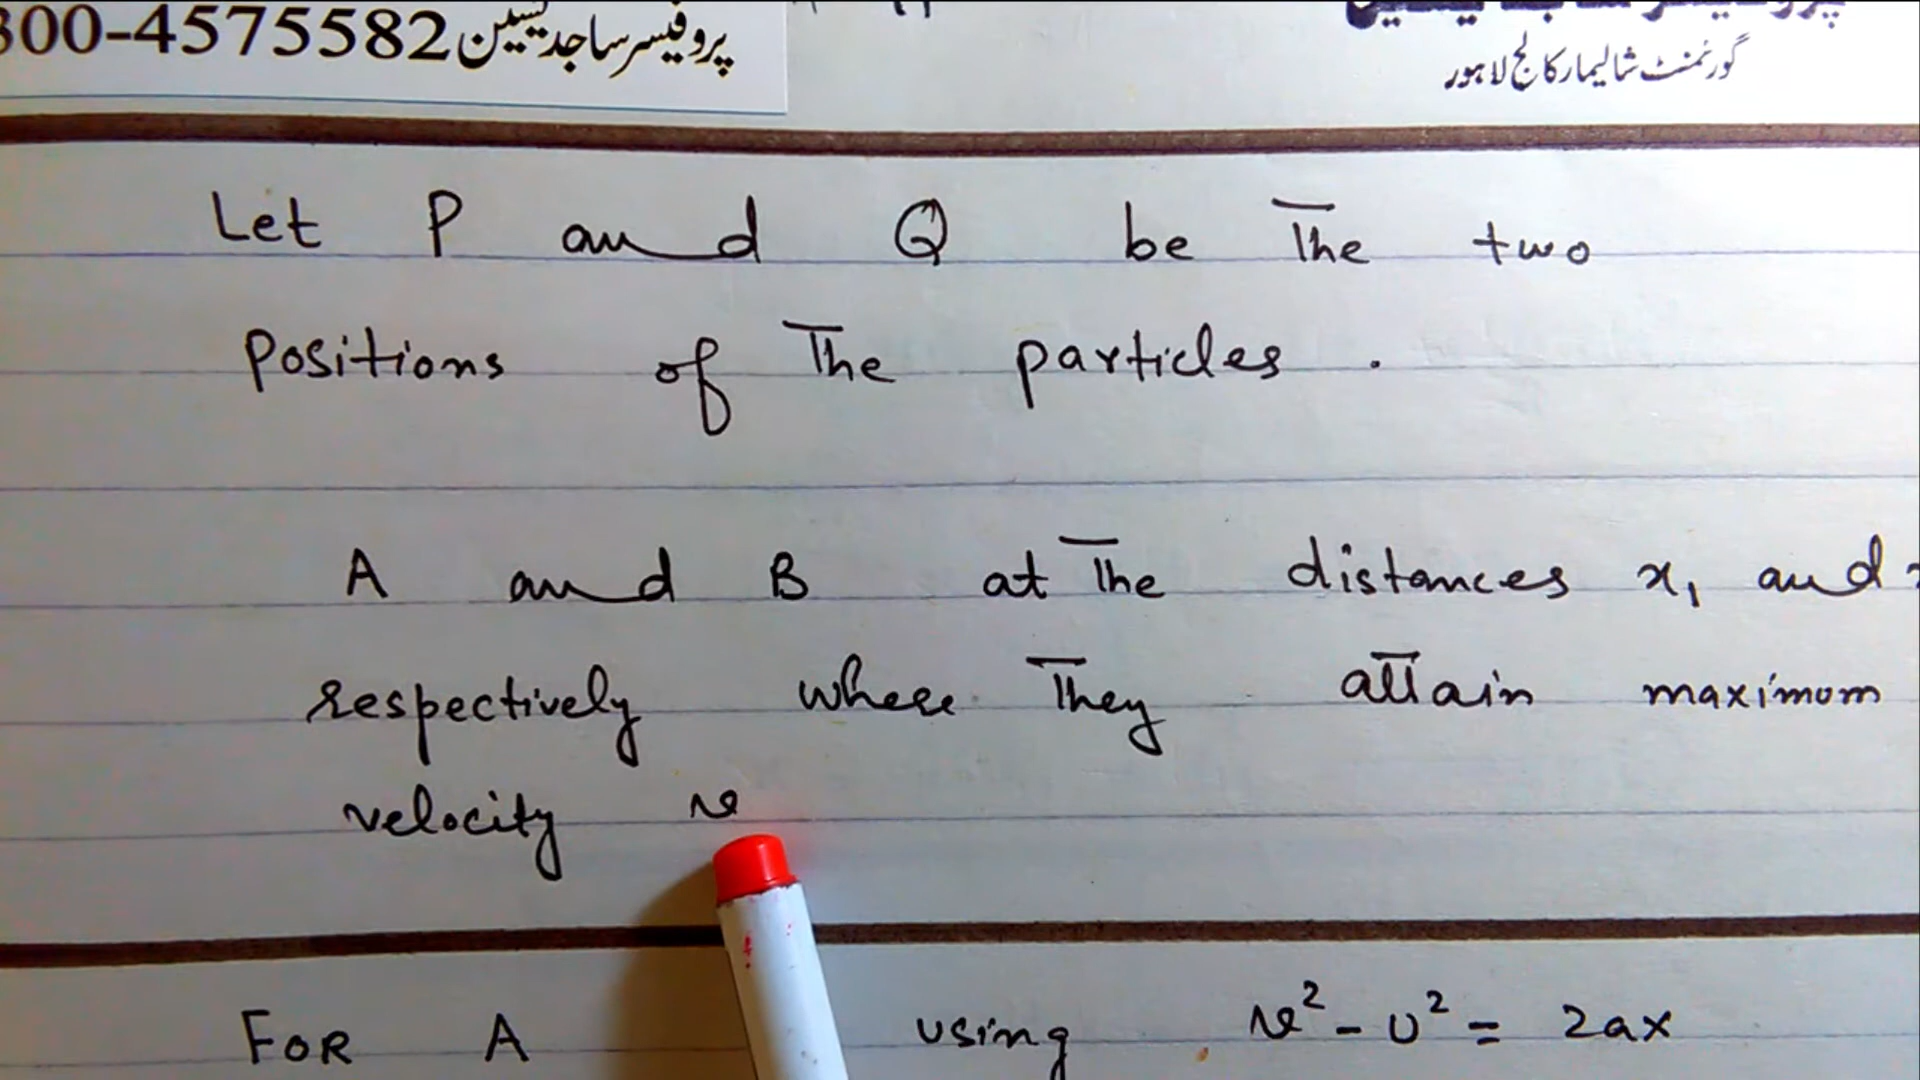 300-4575582 پروفیسر ساجد یٰسین
گورنمنٹ شالیمار کالج لاہور
Let P and Q be The two
positions of The particles .
A and B at The distances x₁ and
respectively where They attain maximum
velocity v
FOR A using v² - U² = 2ax